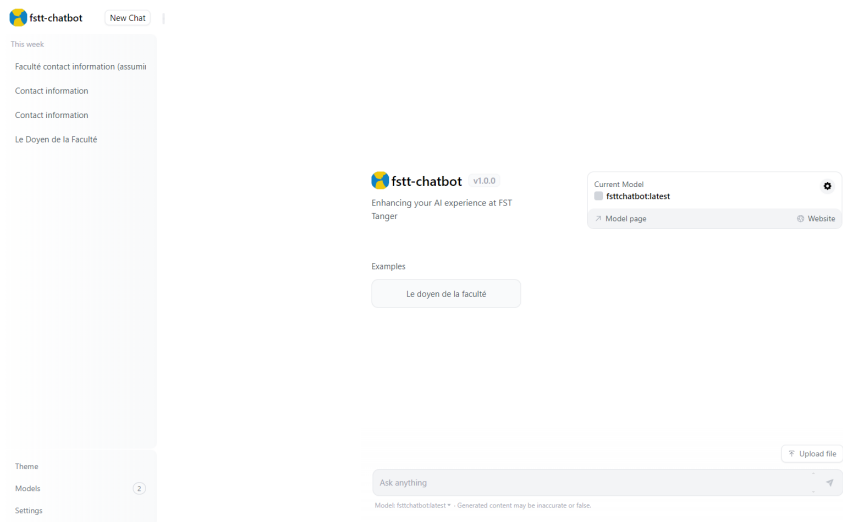 fstt-chatbot
New Chat
This week
Faculté contact information (assumi
Contact information
Contact information
Le Doyen de la Faculté
Theme
Models 2
Settings
fstt-chatbot v1.0.0
Enhancing your AI experience at FST
Tanger
Current Model
fsttchatbot:latest
Model page
Website
Examples
Le doyen de la faculté
Upload file
Ask anything
Model: fsttchatbot:latest • Generated content may be inaccurate or false.